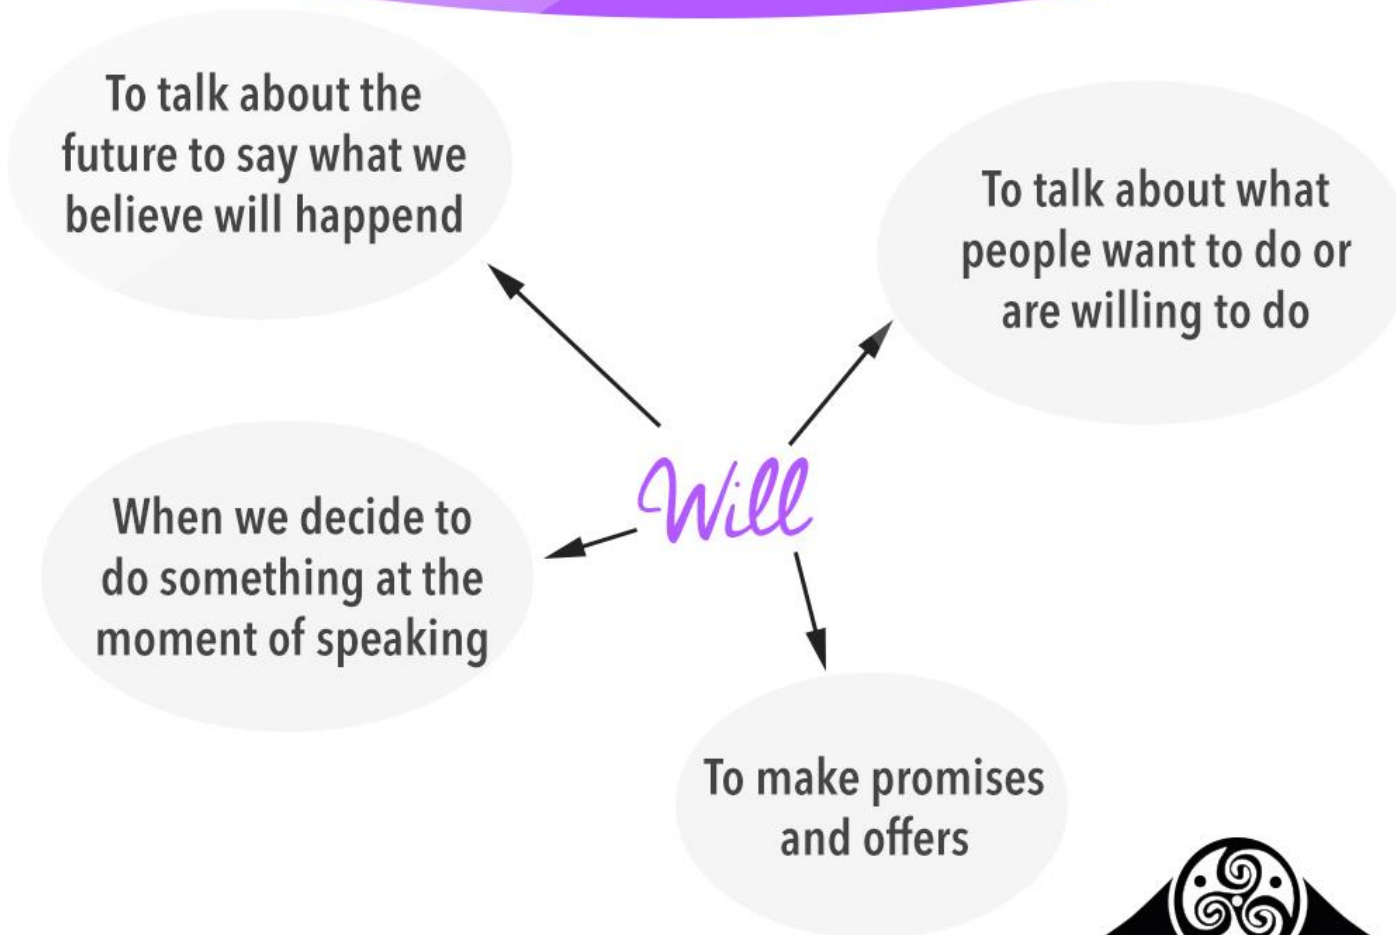 To talk about the
future to say what we
believe will happend
To talk about what
people want to do or
are willing to do
Will
When we decide to
do something at the
moment of speaking
To make promises
and offers